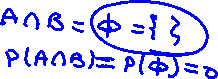 A∩B = Φ = { }
P(A∩B) = P(Φ) = 0